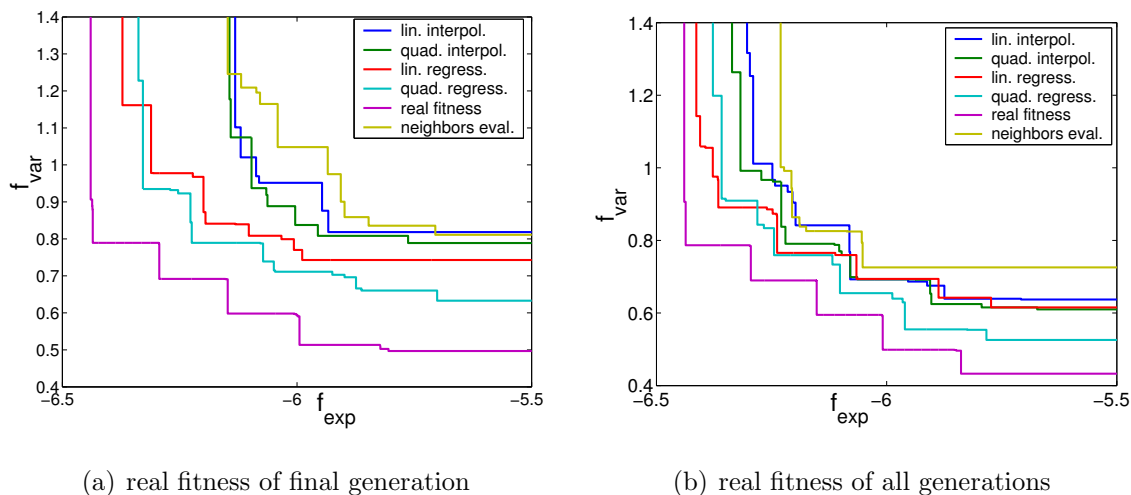 1.4
1.3
1.2
1.1
1
0.9
0.8
0.7
0.6
0.5
0.4
f_var
−6.5
−6
−5.5
f_exp
lin. interpol.
quad. interpol.
lin. regress.
quad. regress.
real fitness
neighbors eval.
(a) real fitness of final generation
1.4
1.2
1
0.8
0.6
0.4
f_var
−6.5
−6
−5.5
f_exp
lin. interpol.
quad. interpol.
lin. regress.
quad. regress.
real fitness
neighbors eval.
(b) real fitness of all generations